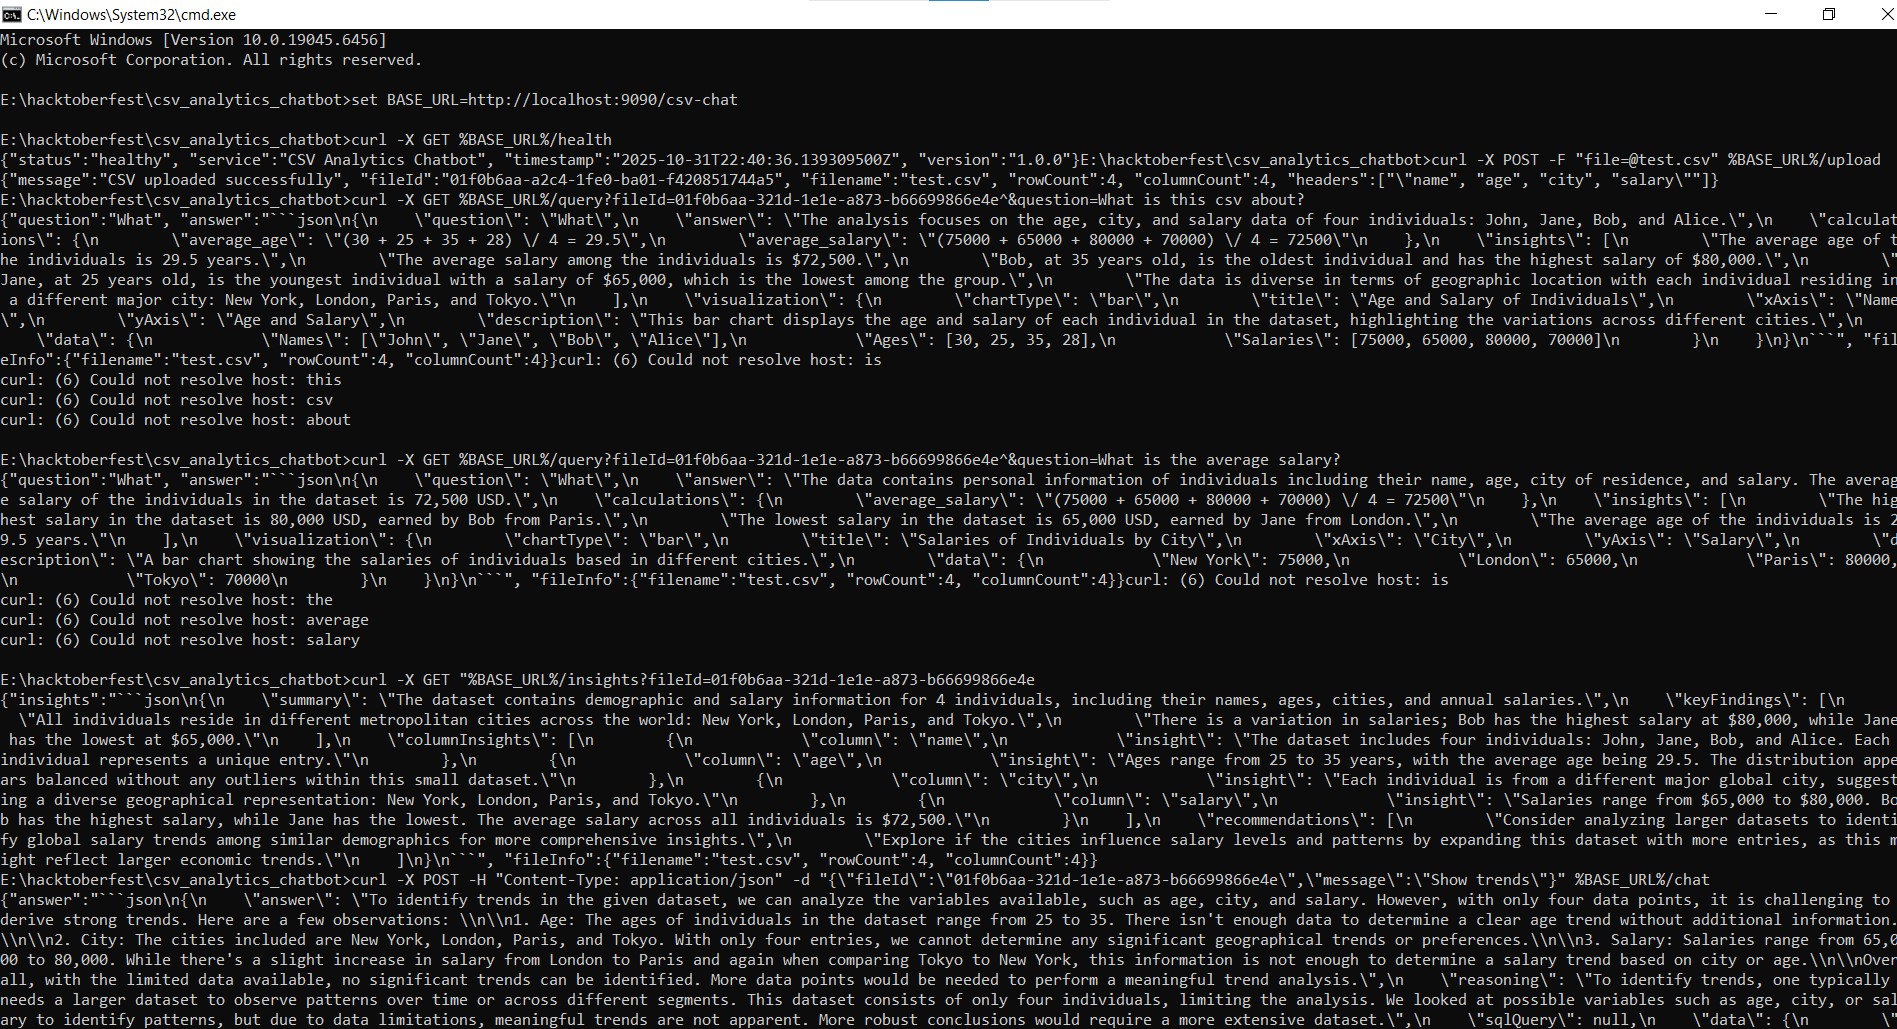 C:\Windows\System32\cmd.exe
Microsoft Windows [Version 10.0.19045.6456]
(c) Microsoft Corporation. All rights reserved.
E:\hacktoberfest\csv_analytics_chatbot>set BASE_URL=http://localhost:9090/csv-chat
E:\hacktoberfest\csv_analytics_chatbot>curl -X GET %BASE_URL%/health
{"status":"healthy", "service":"CSV Analytics Chatbot", "timestamp":"2025-10-31T22:40:36.139309500Z", "version":"1.0.0"}E:\hacktoberfest\csv_analytics_chatbot>curl -X POST -F "file=@test.csv" %BASE_URL%/upload
{"message":"CSV uploaded successfully", "fileId":"01f0b6aa-a2c4-1fe0-ba01-f420851744a5", "filename":"test.csv", "rowCount":4, "columnCount":4, "headers":["\"name", "age", "city", "salary\""]}
E:\hacktoberfest\csv_analytics_chatbot>curl -X GET %BASE_URL%/query?fileId=01f0b6aa-321d-1e1e-a873-b66699866e4e^&question=What is this csv about?
{"question":"What", "answer":"```json\n{\n    \"question\": \"What\",\n    \"answer\": \"The analysis focuses on the age, city, and salary data of four individuals: John, Jane, Bob, and Alice.\",\n    \"calculat
ions\": {\n        \"average_age\": \"(30 + 25 + 35 + 28) \/ 4 = 29.5\",\n        \"average_salary\": \"(75000 + 65000 + 80000 + 70000) \/ 4 = 72500\"\n    },\n    \"insights\": [\n        \"The average age of t
he individuals is 29.5 years.\",\n        \"The average salary among the individuals is $72,500.\",\n        \"Bob, at 35 years old, is the oldest individual and has the highest salary of $80,000.\",\n        \"
Jane, at 25 years old, is the youngest individual with a salary of $65,000, which is the lowest among the group.\",\n        \"The data is diverse in terms of geographic location with each individual residing in
 a different major city: New York, London, Paris, and Tokyo.\"\n    ],\n    \"visualization\": {\n        \"chartType\": \"bar\",\n        \"title\": \"Age and Salary of Individuals\",\n        \"xAxis\": \"Name
\",\n        \"yAxis\": \"Age and Salary\",\n        \"description\": \"This bar chart displays the age and salary of each individual in the dataset, highlighting the variations across different cities.\",\n
    \"data\": {\n            \"Names\": [\"John\", \"Jane\", \"Bob\", \"Alice\"],\n            \"Ages\": [30, 25, 35, 28],\n            \"Salaries\": [75000, 65000, 80000, 70000]\n        }\n    }\n}\n```", "fil
eInfo":{"filename":"test.csv", "rowCount":4, "columnCount":4}}curl: (6) Could not resolve host: is
curl: (6) Could not resolve host: this
curl: (6) Could not resolve host: csv
curl: (6) Could not resolve host: about
E:\hacktoberfest\csv_analytics_chatbot>curl -X GET %BASE_URL%/query?fileId=01f0b6aa-321d-1e1e-a873-b66699866e4e^&question=What is the average salary?
{"question":"What", "answer":"```json\n{\n    \"question\": \"What\",\n    \"answer\": \"The data contains personal information of individuals including their name, age, city of residence, and salary. The averag
e salary of the individuals in the dataset is 72,500 USD.\",\n    \"calculations\": {\n        \"average_salary\": \"(75000 + 65000 + 80000 + 70000) \/ 4 = 72500\"\n    },\n    \"insights\": [\n        \"The hig
hest salary in the dataset is 80,000 USD, earned by Bob from Paris.\",\n        \"The lowest salary in the dataset is 65,000 USD, earned by Jane from London.\",\n        \"The average age of the individuals is 2
9.5 years.\"\n    ],\n    \"visualization\": {\n        \"chartType\": \"bar\",\n        \"title\": \"Salaries of Individuals by City\",\n        \"xAxis\": \"City\",\n        \"yAxis\": \"Salary\",\n        \"d
escription\": \"A bar chart showing the salaries of individuals based in different cities.\",\n        \"data\": {\n            \"New York\": 75000,\n            \"London\": 65000,\n            \"Paris\": 80000,
\n            \"Tokyo\": 70000\n        }\n    }\n}\n```", "fileInfo":{"filename":"test.csv", "rowCount":4, "columnCount":4}}curl: (6) Could not resolve host: is
curl: (6) Could not resolve host: the
curl: (6) Could not resolve host: average
curl: (6) Could not resolve host: salary
E:\hacktoberfest\csv_analytics_chatbot>curl -X GET "%BASE_URL%/insights?fileId=01f0b6aa-321d-1e1e-a873-b66699866e4e
{"insights":"```json\n{\n    \"summary\": \"The dataset contains demographic and salary information for 4 individuals, including their names, ages, cities, and annual salaries.\",\n    \"keyFindings\": [\n
  \"All individuals reside in different metropolitan cities across the world: New York, London, Paris, and Tokyo.\",\n        \"There is a variation in salaries; Bob has the highest salary at $80,000, while Jane
 has the lowest at $65,000.\"\n    ],\n    \"columnInsights\": [\n        {\n            \"column\": \"name\",\n            \"insight\": \"The dataset includes four individuals: John, Jane, Bob, and Alice. Each
individual represents a unique entry.\"\n        },\n        {\n            \"column\": \"age\",\n            \"insight\": \"Ages range from 25 to 35 years, with the average age being 29.5. The distribution appe
ars balanced without any outliers within this small dataset.\"\n        },\n        {\n            \"column\": \"city\",\n            \"insight\": \"Each individual is from a different major global city, suggest
ing a diverse geographical representation: New York, London, Paris, and Tokyo.\"\n        },\n        {\n            \"column\": \"salary\",\n            \"insight\": \"Salaries range from $65,000 to $80,000. Bo
b has the highest salary, while Jane has the lowest. The average salary across all individuals is $72,500.\"\n        }\n    ],\n    \"recommendations\": [\n        \"Consider analyzing larger datasets to identi
fy global salary trends among similar demographics for more comprehensive insights.\",\n        \"Explore if the cities influence salary levels and patterns by expanding this dataset with more entries, as this m
ight reflect larger economic trends.\"\n    ]\n}\n```", "fileInfo":{"filename":"test.csv", "rowCount":4, "columnCount":4}}
E:\hacktoberfest\csv_analytics_chatbot>curl -X POST -H "Content-Type: application/json" -d "{\"fileId\":\"01f0b6aa-321d-1e1e-a873-b66699866e4e\",\"message\":\"Show trends\"}" %BASE_URL%/chat
{"answer":"```json\n{\n    \"answer\": \"To identify trends in the given dataset, we can analyze the variables available, such as age, city, and salary. However, with only four data points, it is challenging to
derive strong trends. Here are a few observations: \\n\\n1. Age: The ages of individuals in the dataset range from 25 to 35. There isn't enough data to determine a clear age trend without additional information.
\\n\\n2. City: The cities included are New York, London, Paris, and Tokyo. With only four entries, we cannot determine any significant geographical trends or preferences.\\n\\n3. Salary: Salaries range from 65,0
00 to 80,000. While there's a slight increase in salary from London to Paris and again when comparing Tokyo to New York, this information is not enough to determine a salary trend based on city or age.\\n\\nOver
all, with the limited data available, no significant trends can be identified. More data points would be needed to perform a meaningful trend analysis.\",\n    \"reasoning\": \"To identify trends, one typically
needs a larger dataset to observe patterns over time or across different segments. This dataset consists of only four individuals, limiting the analysis. We looked at possible variables such as age, city, or sal
ary to identify patterns, but due to data limitations, meaningful trends are not apparent. More robust conclusions would require a more extensive dataset.\",\n    \"sqlQuery\": null,\n    \"data\": {\n        \"